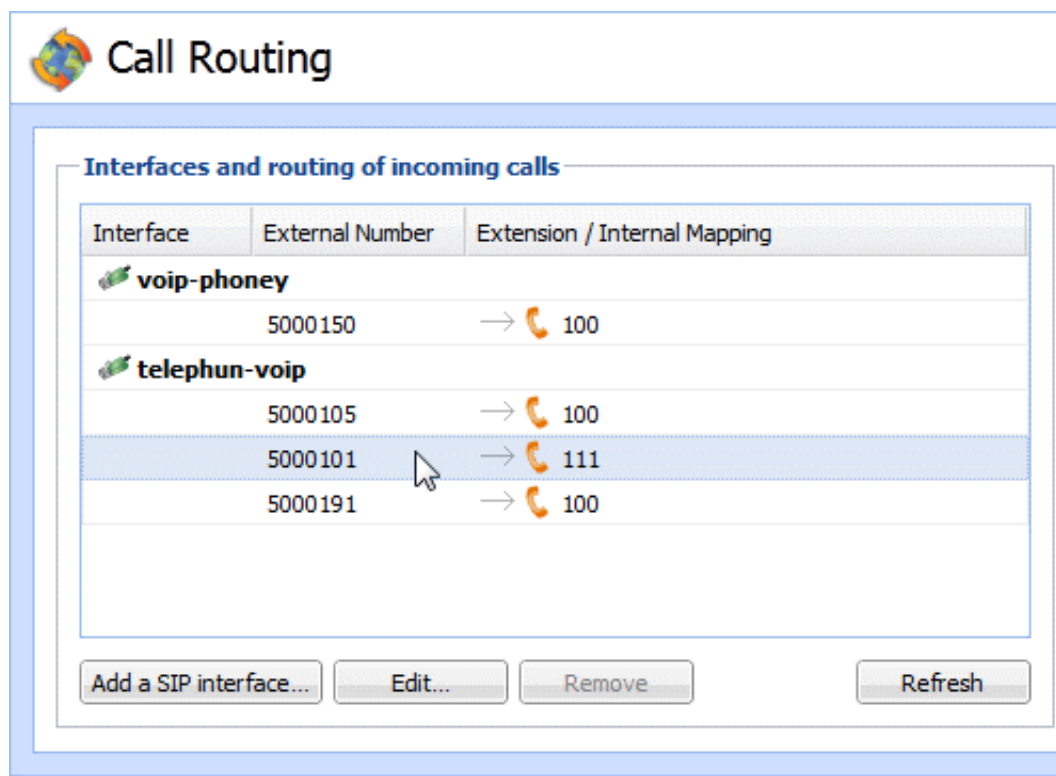 Call Routing
Interfaces and routing of incoming calls
Interface External Number Extension / Internal Mapping
voip-phoney
5000150 → 100
telephun-voip
5000105 → 100
5000101 → 111
5000191 → 100
Add a SIP interface... Edit... Remove Refresh